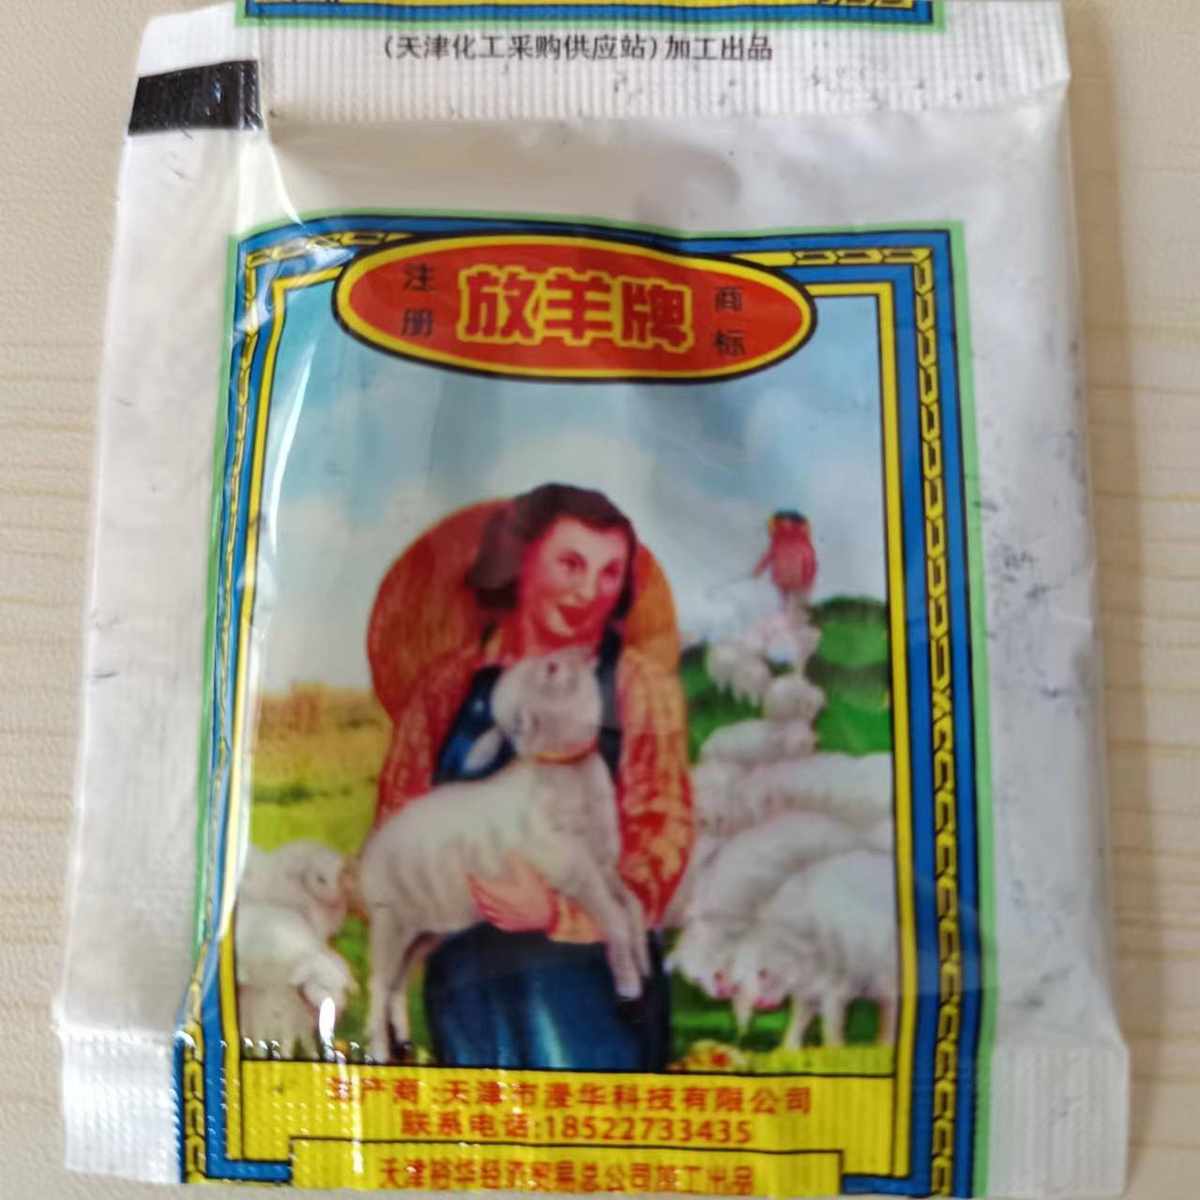 (天津化工采购供应站)加工出品
注册 放羊牌 商标
生产商:天津市漫华科技有限公司
联系电话:18522733435
天津裕华经济贸易总公司加工出品